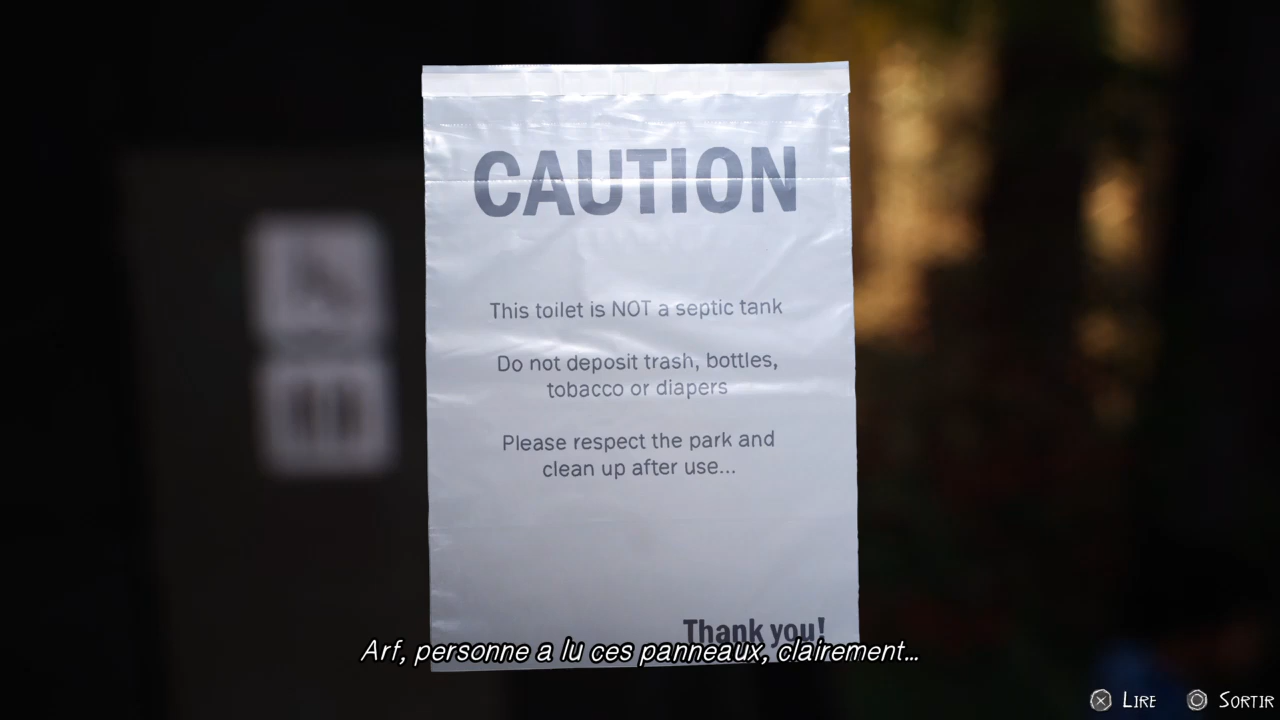 CAUTION
This toilet is NOT a septic tank
Do not deposit trash, bottles,
tobacco or diapers
Please respect the park and
clean up after use...
Thank you!
Arf, personne a lu ces panneaux, clairement...
LIRE
SORTIR